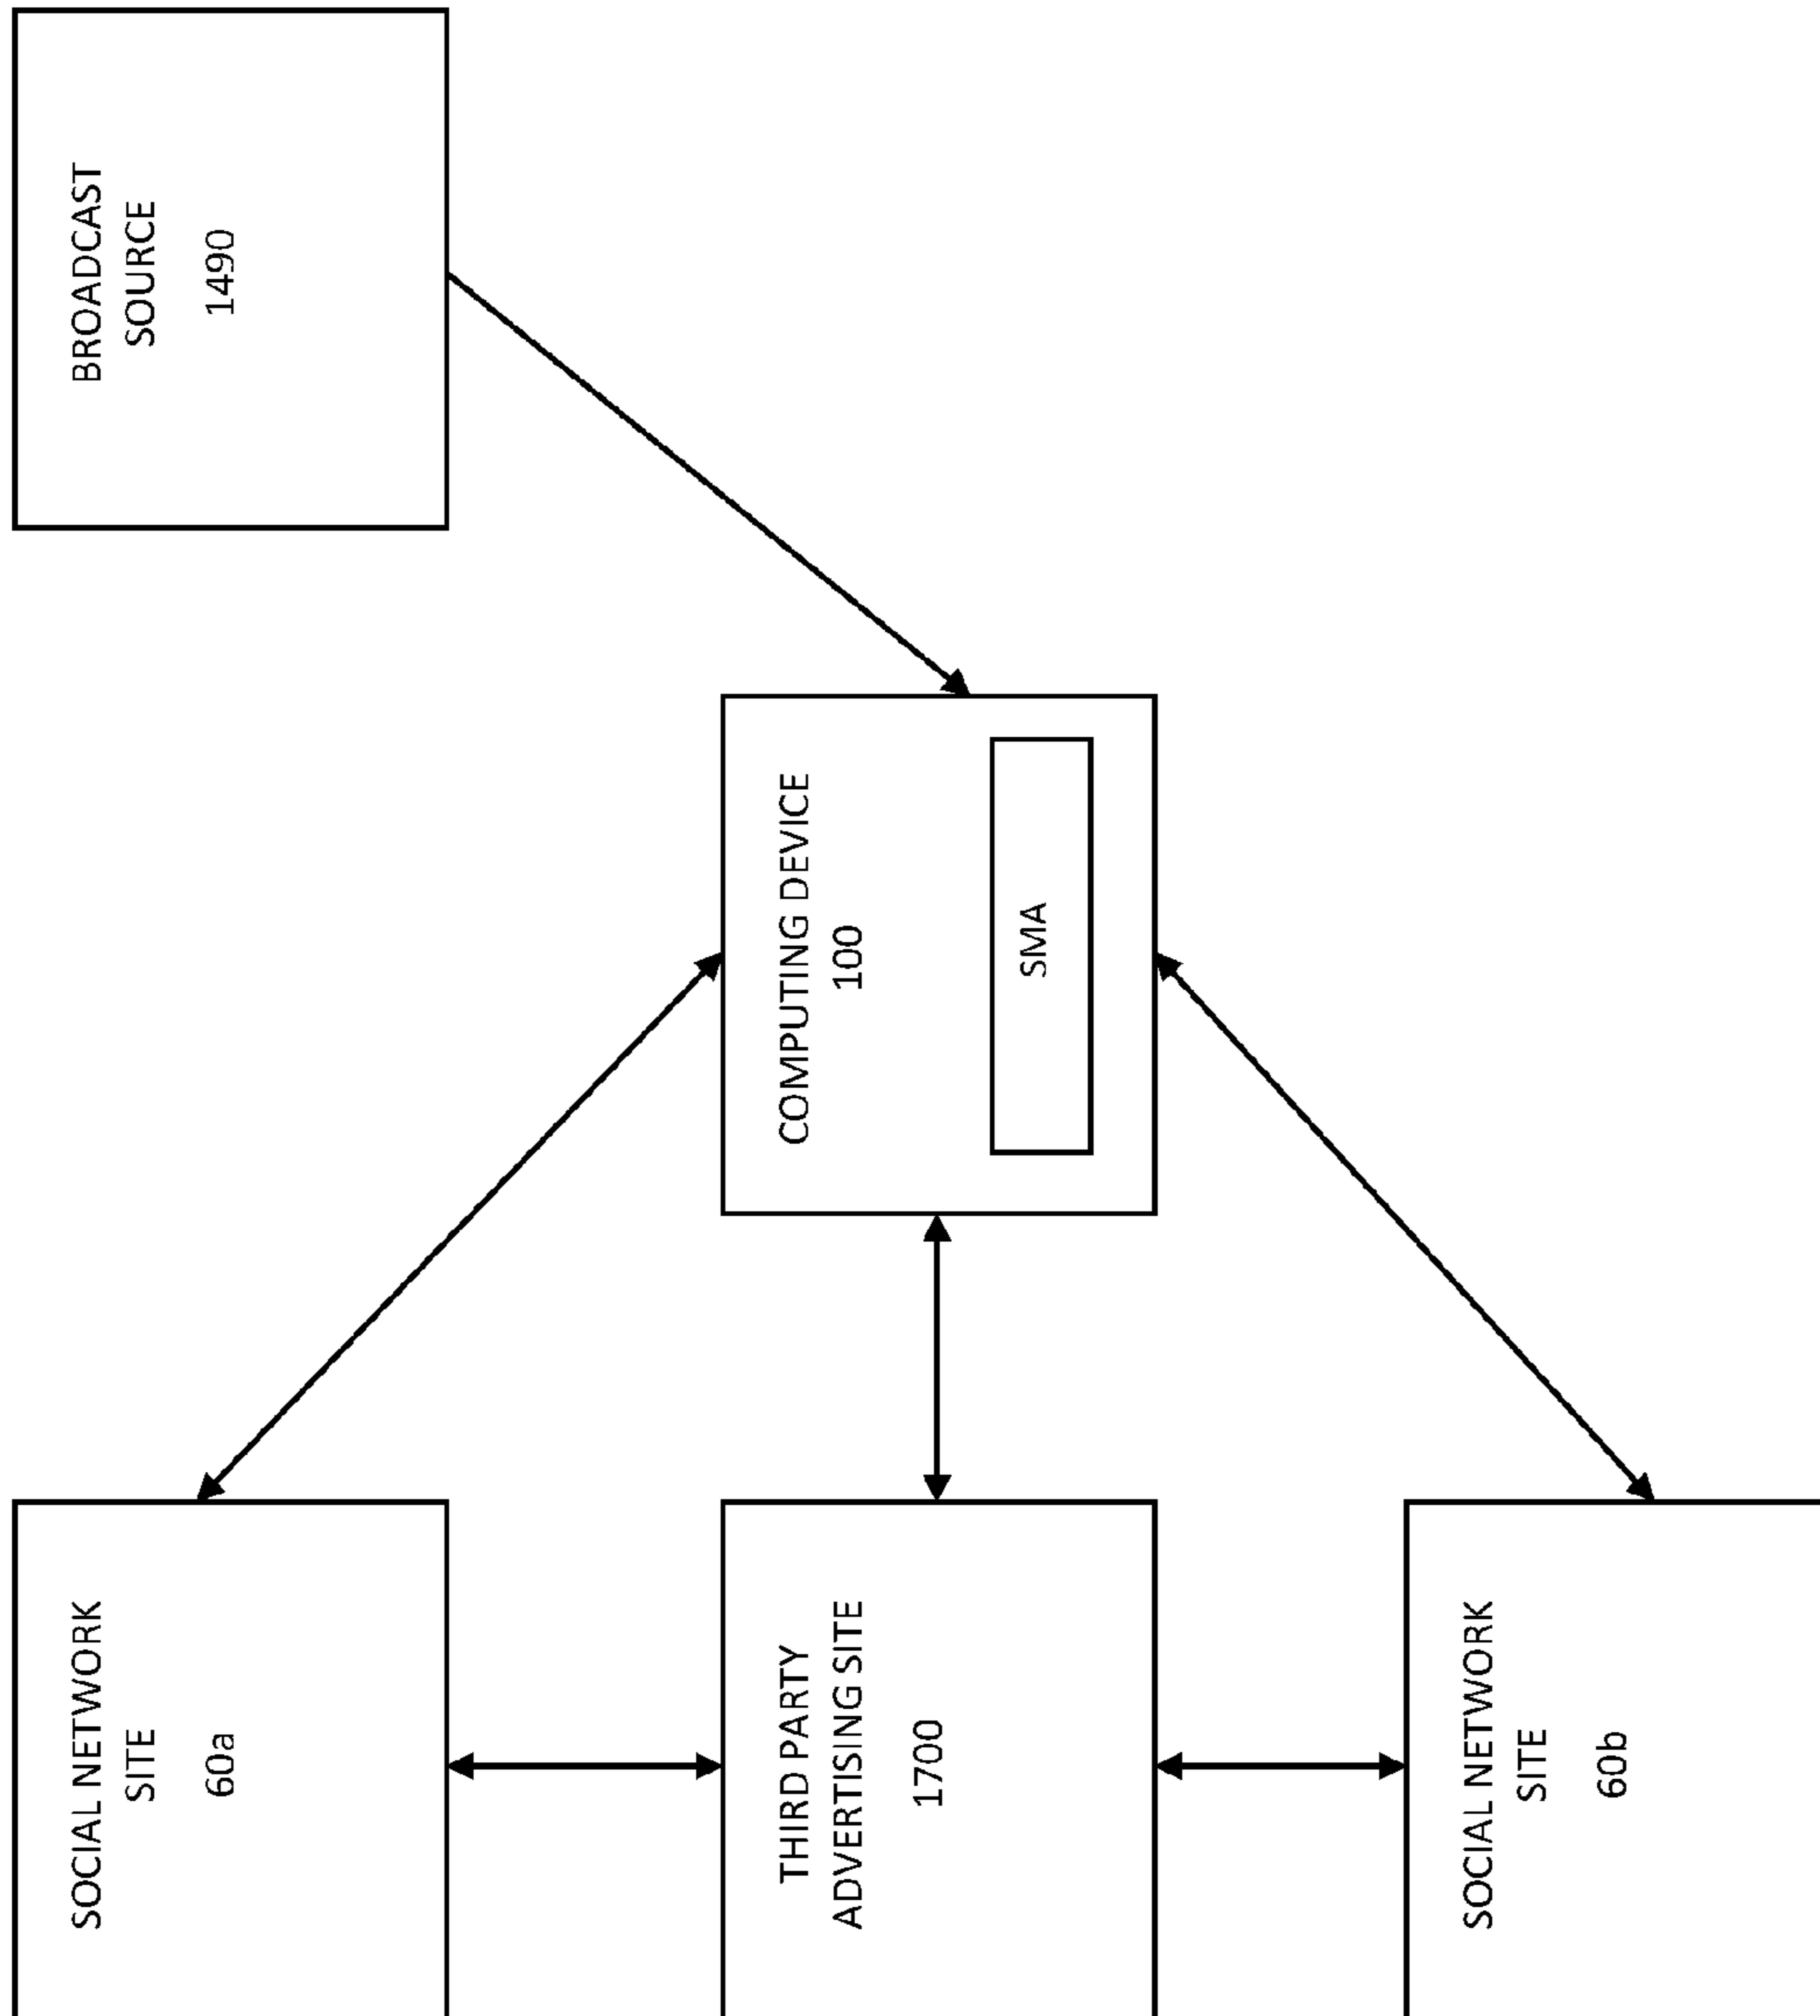 SOCIAL NETWORK
SITE
60a
BROADCAST
SOURCE
1490
THIRD PARTY
ADVERTISING SITE
1700
COMPUTING DEVICE
100
SMA
SOCIAL NETWORK
SITE
60b